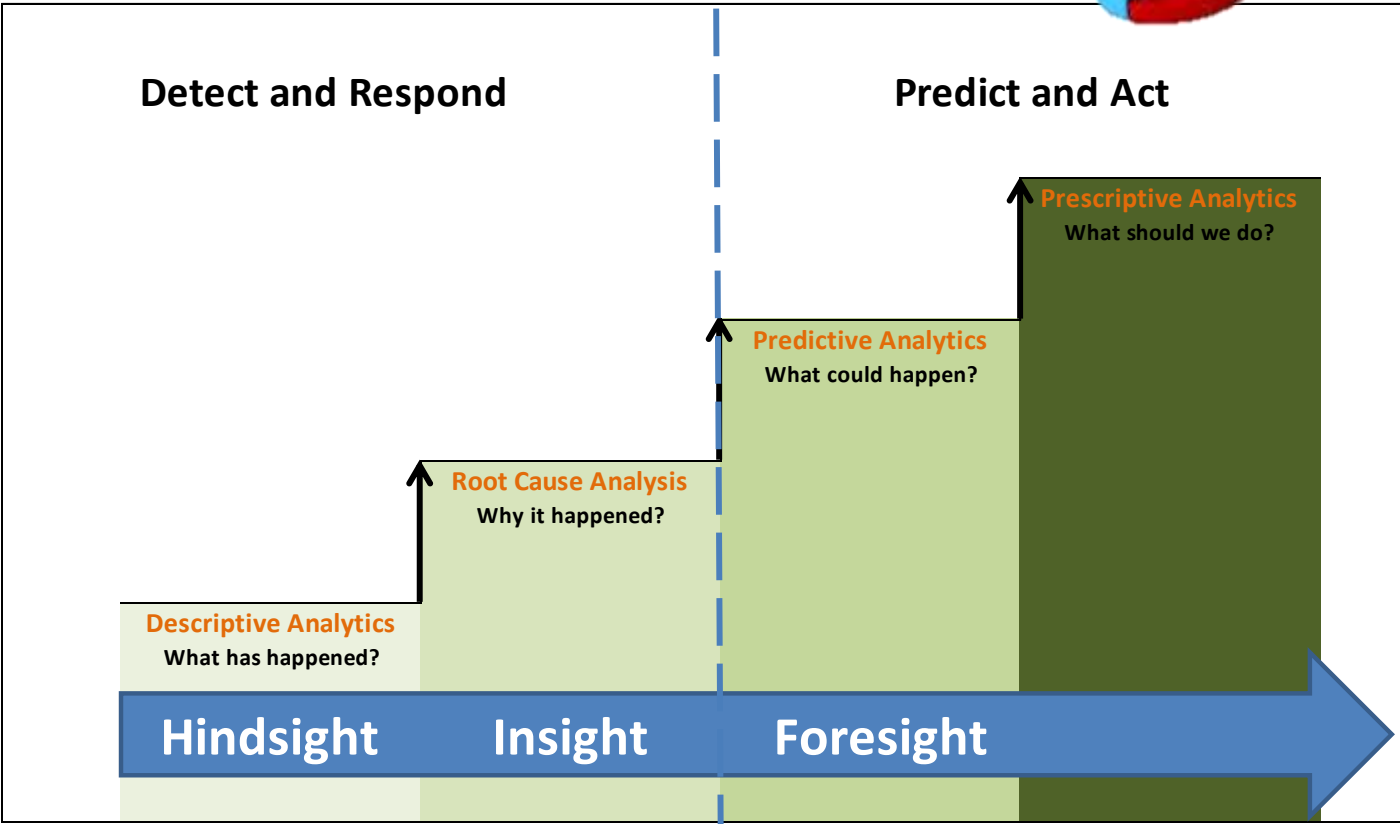 Detect and Respond
Predict and Act
Prescriptive Analytics
What should we do?
Predictive Analytics
What could happen?
Root Cause Analysis
Why it happened?
Descriptive Analytics
What has happened?
Hindsight
Insight
Foresight